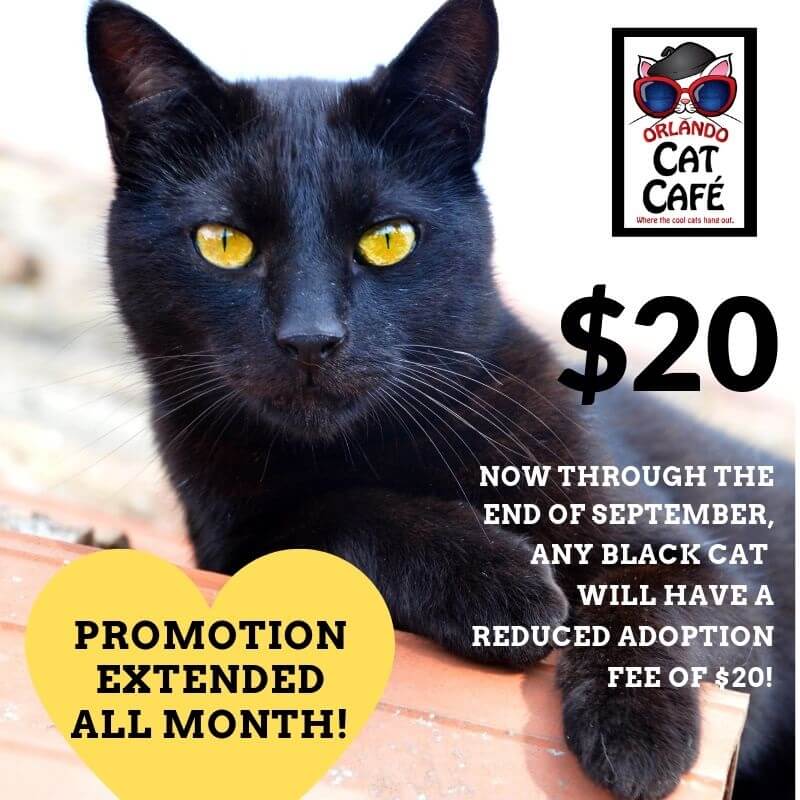 ORLANDO
CAT
CAFÉ
Where the cool cats hang out.
$20
NOW THROUGH THE
END OF SEPTEMBER,
ANY BLACK CAT
WILL HAVE A
REDUCED ADOPTION
FEE OF $20!
PROMOTION
EXTENDED
ALL MONTH!